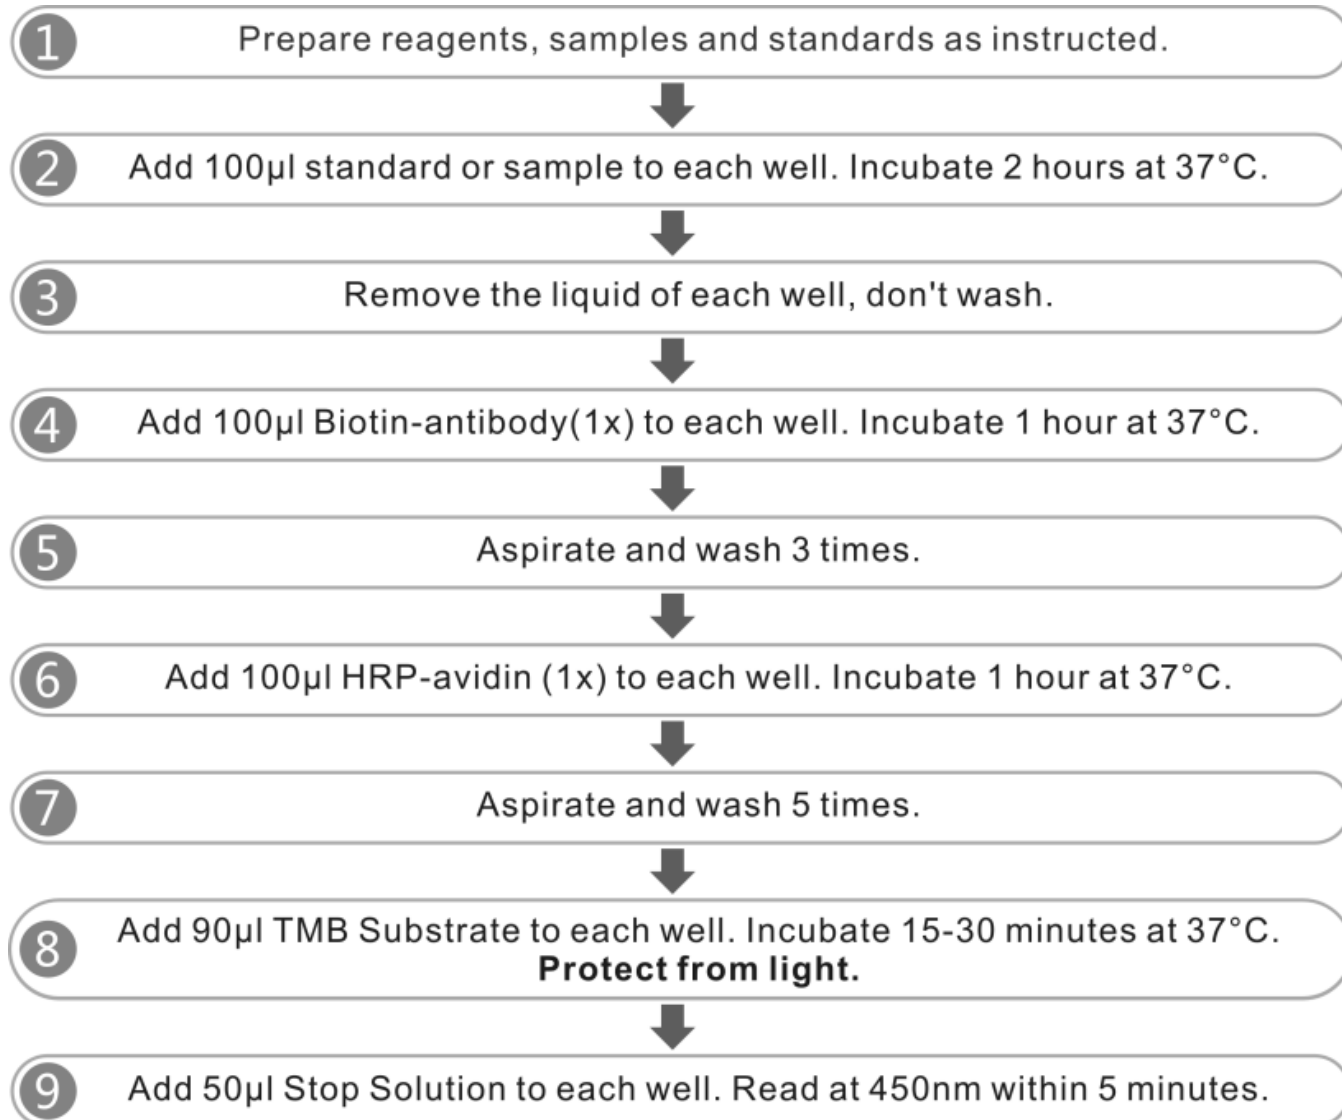 1 Prepare reagents, samples and standards as instructed.
2 Add 100μl standard or sample to each well. Incubate 2 hours at 37°C.
3 Remove the liquid of each well, don't wash.
4 Add 100μl Biotin-antibody(1x) to each well. Incubate 1 hour at 37°C.
5 Aspirate and wash 3 times.
6 Add 100μl HRP-avidin (1x) to each well. Incubate 1 hour at 37°C.
7 Aspirate and wash 5 times.
8 Add 90μl TMB Substrate to each well. Incubate 15-30 minutes at 37°C.
Protect from light.
9 Add 50μl Stop Solution to each well. Read at 450nm within 5 minutes.